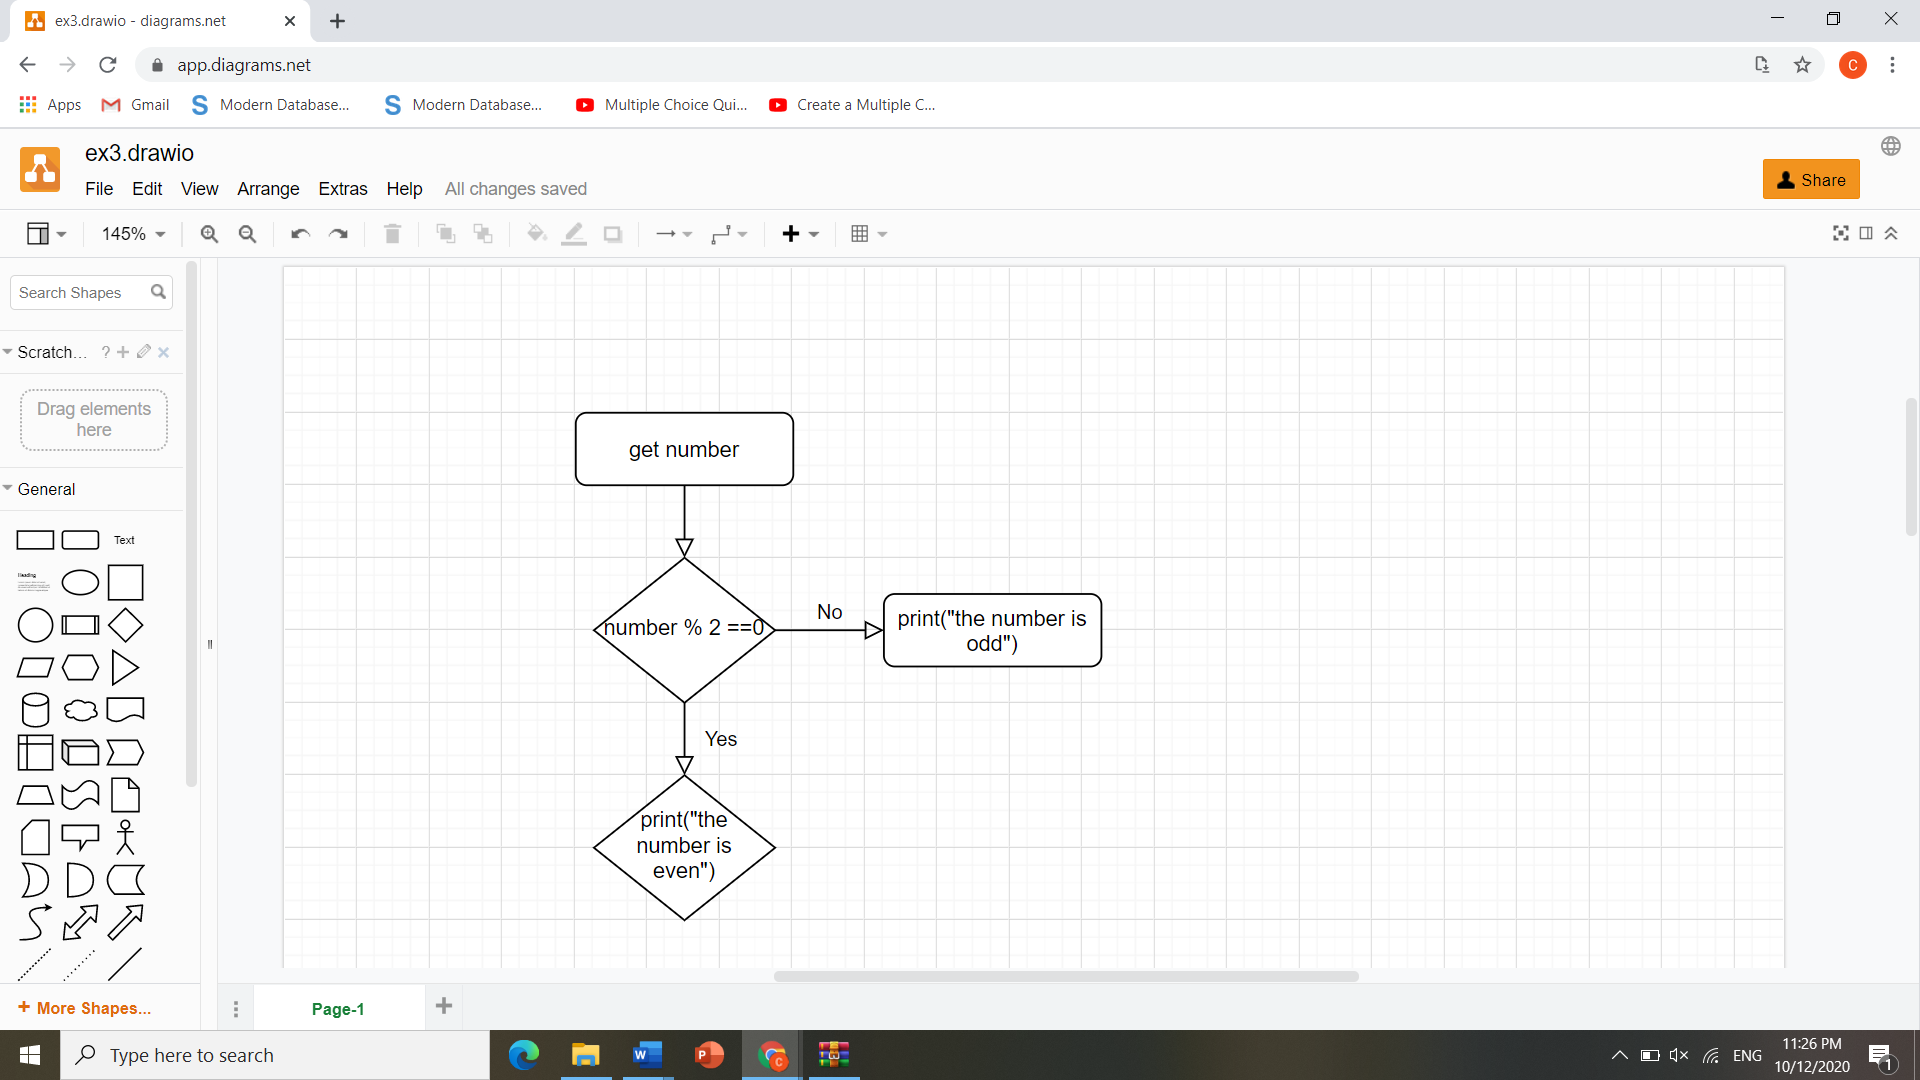 ex3.drawio - diagrams.net
app.diagrams.net
C
Apps
Gmail
Modern Database...
Modern Database...
Multiple Choice Qui...
Create a Multiple C...
ex3.drawio
File Edit View Arrange Extras Help All changes saved
Share
145%
Search Shapes
Scratch... ?
Drag elements
here
General
Text
Heading
More Shapes...
get number
number % 2 ==0
No
print("the number is
odd")
Yes
print("the
number is
even")
Page-1
Type here to search
ENG
11:26 PM
10/12/2020
1